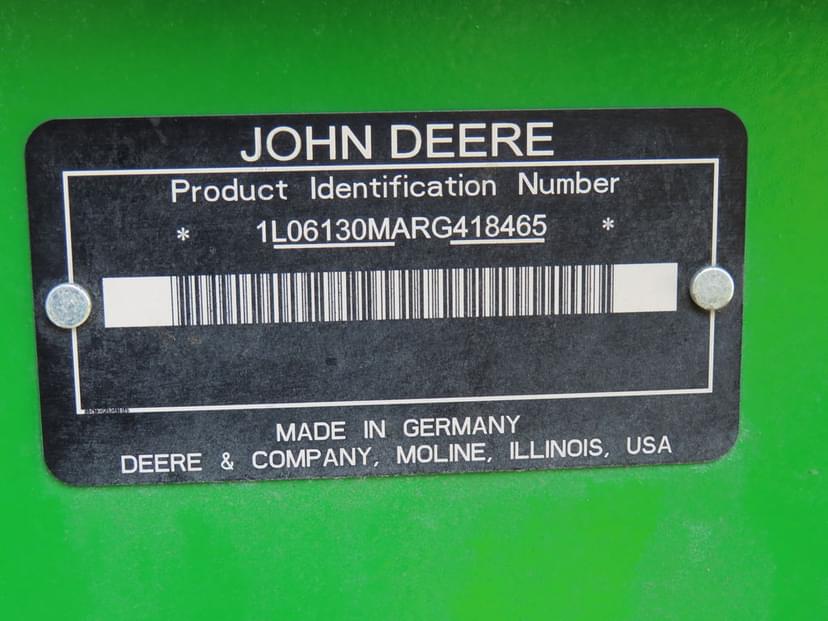 JOHN DEERE
Product Identification Number
* 1L06130MARG418465 *
MADE IN GERMANY
DEERE & COMPANY, MOLINE, ILLINOIS, USA